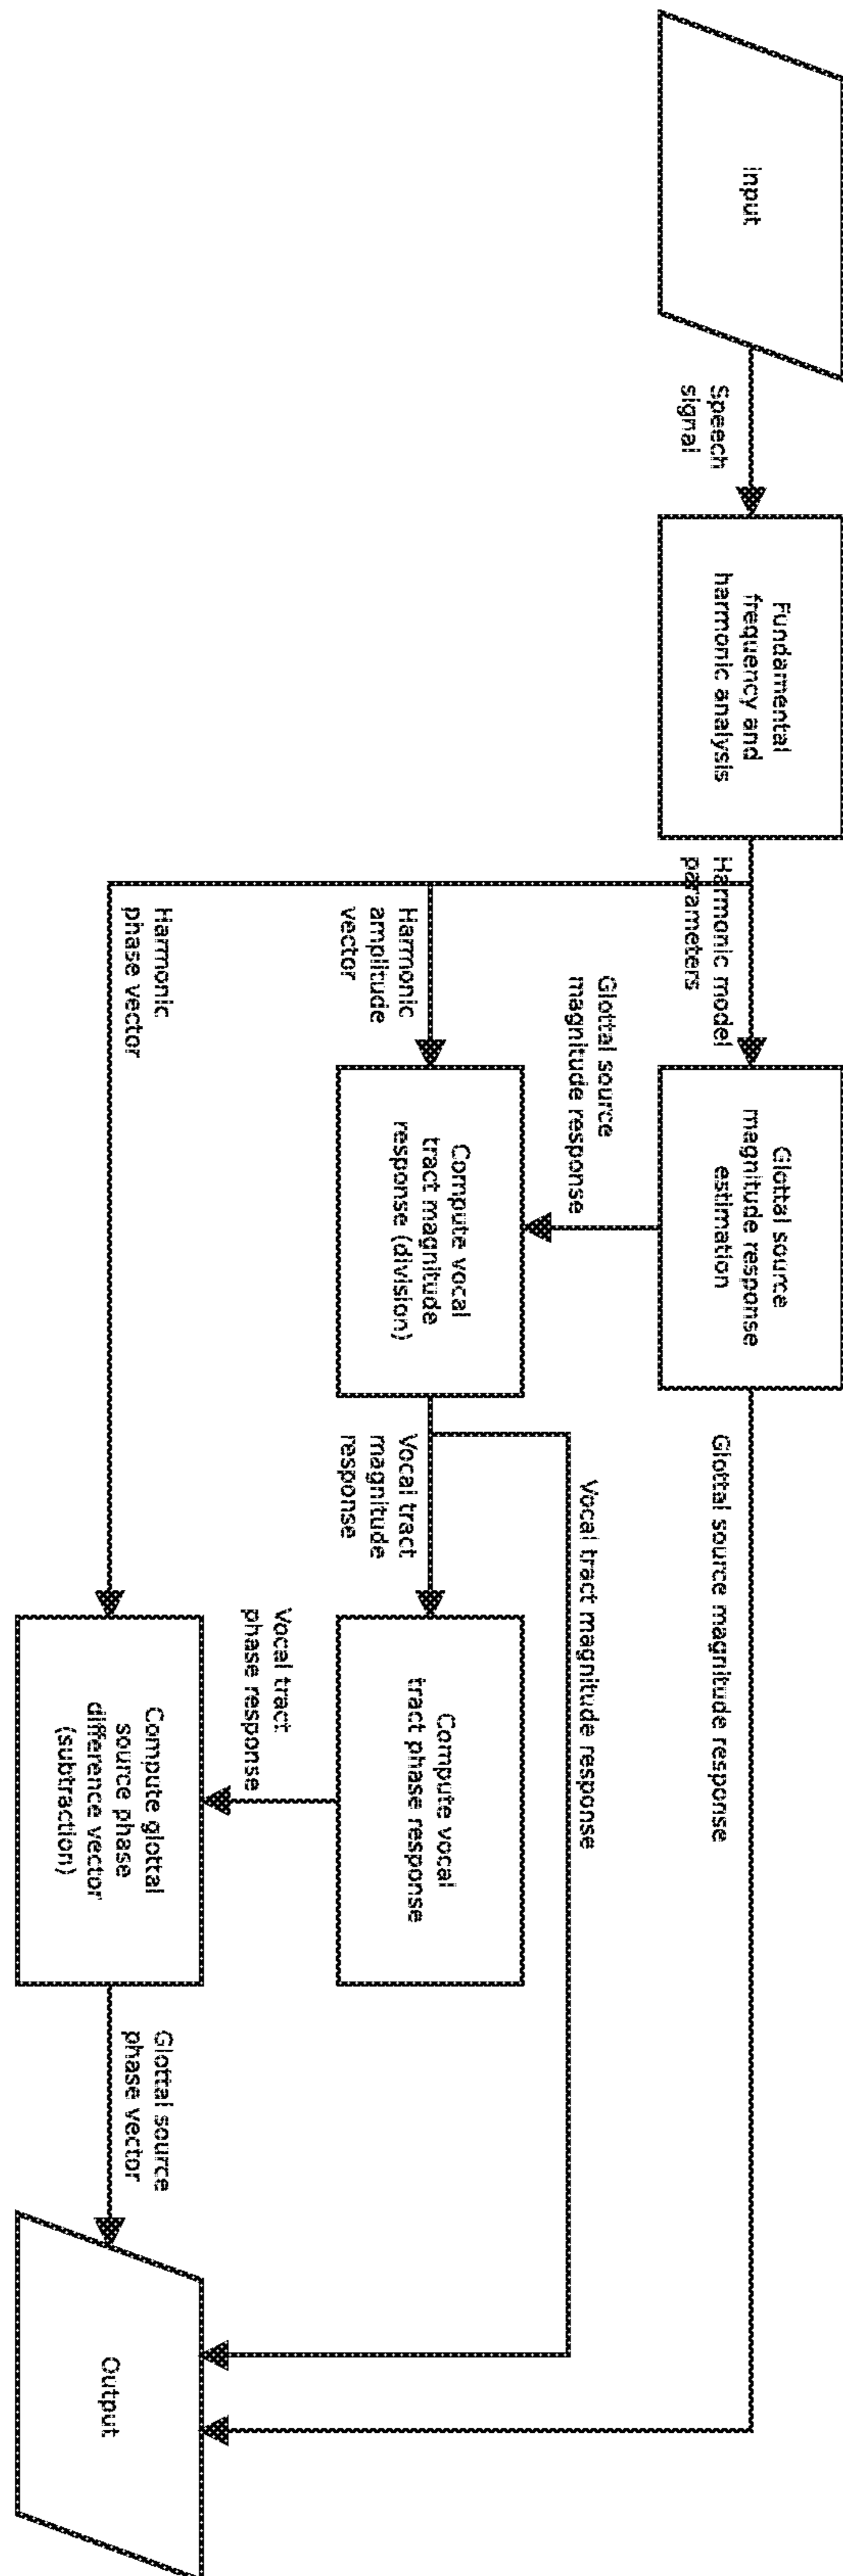 Input
Speech
signal
Fundamental
frequency and
harmonic analysis
Harmonic model
parameters
Glottal source
magnitude response
estimation
Glottal source magnitude response
Glottal source
magnitude response
Harmonic
amplitude
vector
Compute vocal
tract magnitude
response (division)
Vocal tract magnitude response
Vocal tract
magnitude
response
Compute vocal
tract phase response
Vocal tract
phase response
Harmonic
phase vector
Compute glottal
source phase
difference vector
(subtraction)
Glottal source
phase vector
Output